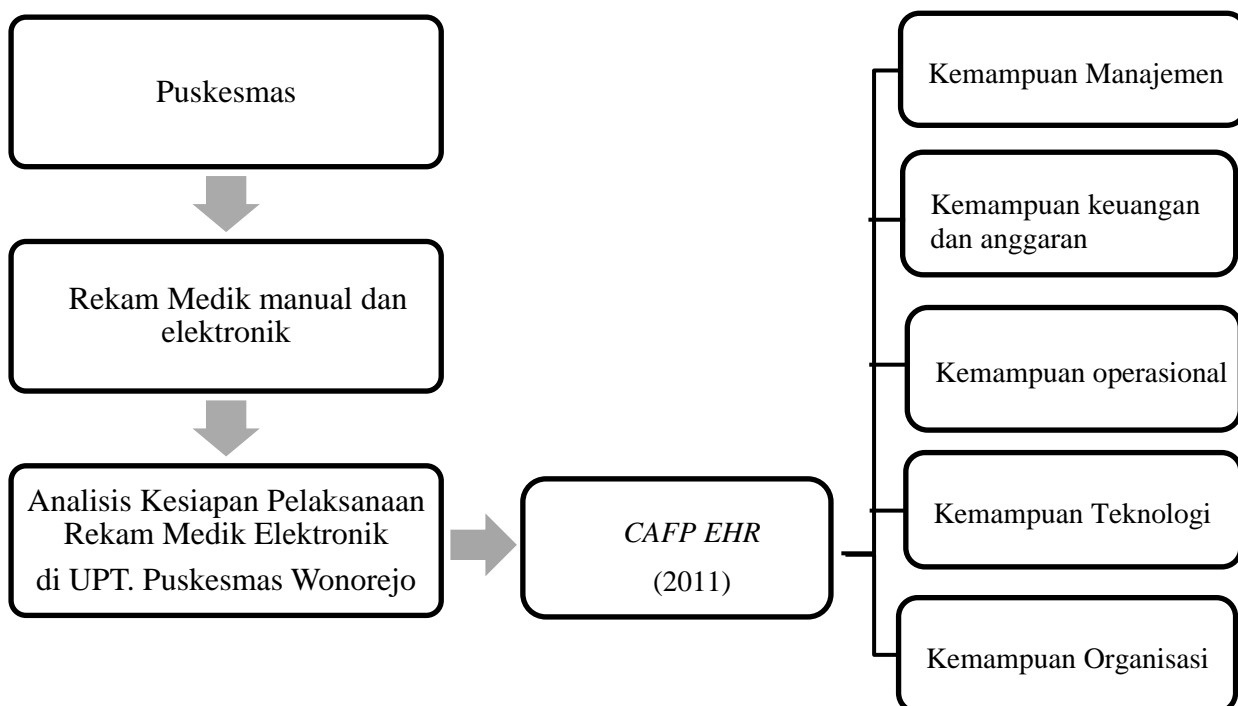 Puskesmas
Rekam Medik manual dan
elektronik
Analisis Kesiapan Pelaksanaan
Rekam Medik Elektronik
di UPT. Puskesmas Wonorejo
CAFP EHR
(2011)
Kemampuan Manajemen
Kemampuan keuangan
dan anggaran
Kemampuan operasional
Kemampuan Teknologi
Kemampuan Organisasi